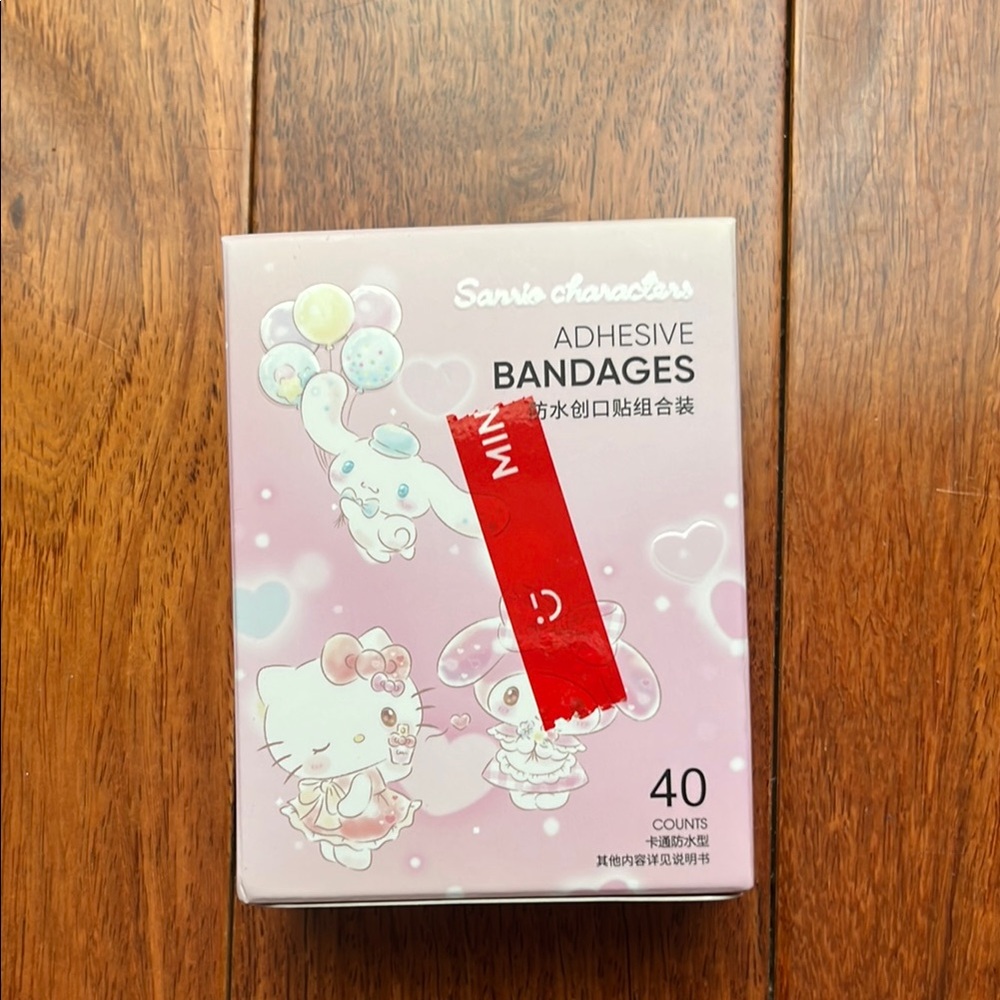 Sanrio characters
ADHESIVE
BANDAGES
防水创口贴组合装
MIN
40
COUNTS
卡通防水型
其他内容详见说明书